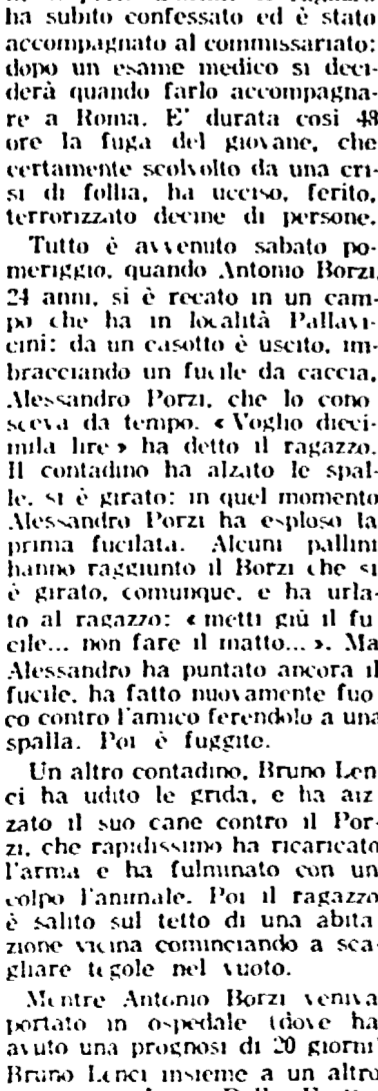 ha subito confessato ed è stato
accompagnato al commissariato:
dopo un esame medico si deci-
derà quando farlo accompagna-
re a Roma. E' durata così 48
ore la fuga del giovane, che
certamente scolvolto da una cri-
si di follia, ha ucciso, ferito,
terrorizzato decine di persone.
Tutto è avvenuto sabato po-
meriggio, quando Antonio Borzi,
24 anni, si è recato in un cam-
po che ha in località Pallavi-
cini: da un casotto è uscito, im-
bracciando un fucile da caccia,
Alessandro Porzi, che lo cono
sceva da tempo. « Voglio dieci-
mila lire » ha detto il ragazzo.
Il contadino ha alzato le spal-
le, si è girato: in quel momento
Alessandro Porzi ha esploso la
prima fucilata. Alcuni pallini
hanno raggiunto il Borzi che si
è girato, comunque, e ha urla-
to al ragazzo: « metti giù il fu
cile... non fare il matto... ». Ma
Alessandro ha puntato ancora il
fucile, ha fatto nuovamente fuo
co contro l'amico ferendolo a una
spalla. Poi è fuggito.
Un altro contadino, Bruno Len
ci ha udito le grida, e ha aiz
zato il suo cane contro il Por-
zi, che rapidissimo ha ricaricato
l'arma e ha fulminato con un
colpo l'animale. Poi il ragazzo
è salito sul tetto di una abita
zione vicina cominciando a sca-
gliare tegole nel vuoto.
Mentre Antonio Borzi veniva
portato in ospedale (dove ha
avuto una prognosi di 20 giorni
Bruno Lenci insieme a un altro